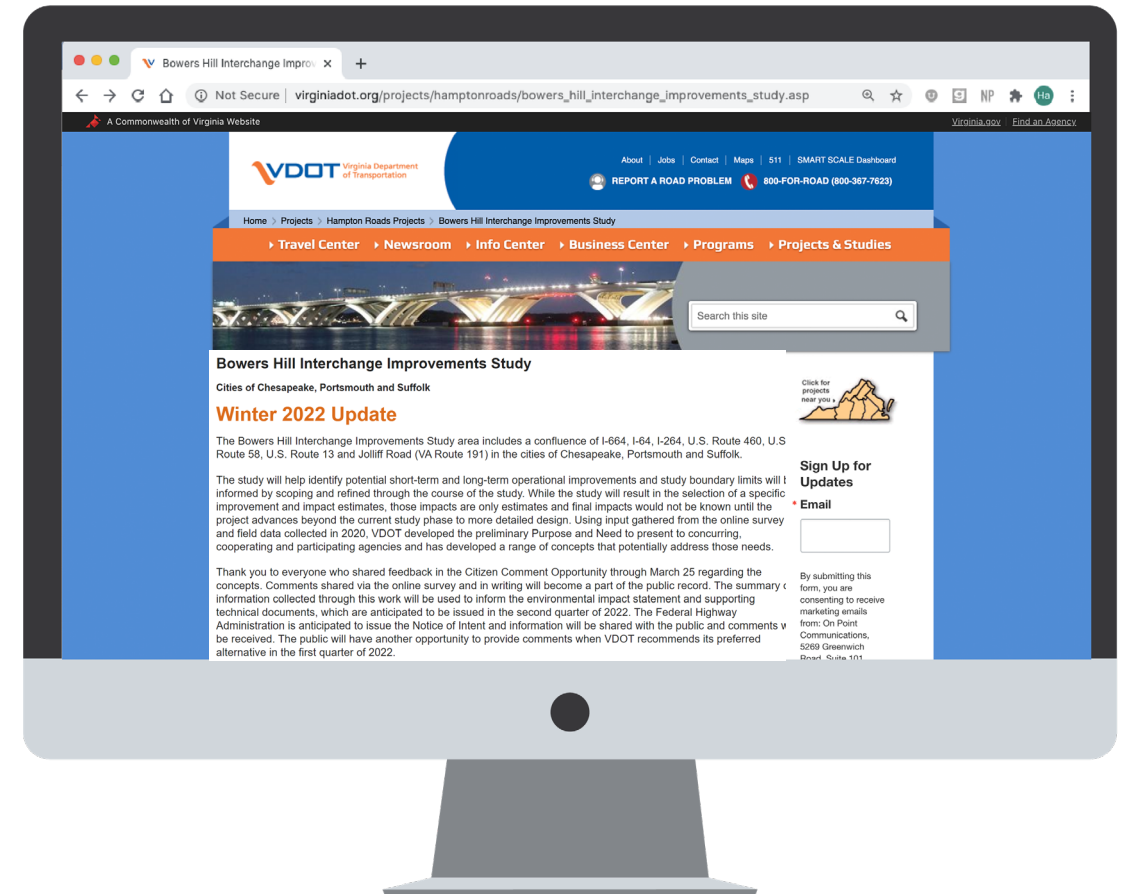 Bowers Hill Interchange Improv
Not Secure | virginiadot.org/projects/hamptonroads/bowers_hill_interchange_improvements_study.asp
NP
Ha
A Commonwealth of Virginia Website
Virginia.gov | Find an Agency
VDOT Virginia Department
of Transportation
About | Jobs | Contact | Maps | 511 | SMART SCALE Dashboard
REPORT A ROAD PROBLEM 800-FOR-ROAD (800-367-7623)
Home > Projects > Hampton Roads Projects > Bowers Hill Interchange Improvements Study
Travel Center Newsroom Info Center Business Center Programs Projects & Studies
Search this site
Bowers Hill Interchange Improvements Study
Cities of Chesapeake, Portsmouth and Suffolk
Winter 2022 Update
The Bowers Hill Interchange Improvements Study area includes a confluence of I-664, I-64, I-264, U.S. Route 460, U.S
Route 58, U.S. Route 13 and Jolliff Road (VA Route 191) in the cities of Chesapeake, Portsmouth and Suffolk.
The study will help identify potential short-term and long-term operational improvements and study boundary limits will
informed by scoping and refined through the course of the study. While the study will result in the selection of a specific
improvement and impact estimates, those impacts are only estimates and final impacts would not be known until the
project advances beyond the current study phase to more detailed design. Using input gathered from the online survey
and field data collected in 2020, VDOT developed the preliminary Purpose and Need to present to concurring,
cooperating and participating agencies and has developed a range of concepts that potentially address those needs.
Thank you to everyone who shared feedback in the Citizen Comment Opportunity through March 25 regarding the
concepts. Comments shared via the online survey and in writing will become a part of the public record. The summary
information collected through this work will be used to inform the environmental impact statement and supporting
technical documents, which are anticipated to be issued in the second quarter of 2022. The Federal Highway
Administration is anticipated to issue the Notice of Intent and information will be shared with the public and comments
be received. The public will have another opportunity to provide comments when VDOT recommends its preferred
alternative in the first quarter of 2022.
Click for
projects
near you
Sign Up for
Updates
* Email
By submitting this
form, you are
consenting to receive
marketing emails
from: On Point
Communications,
5269 Greenwich
Road, Suite 101